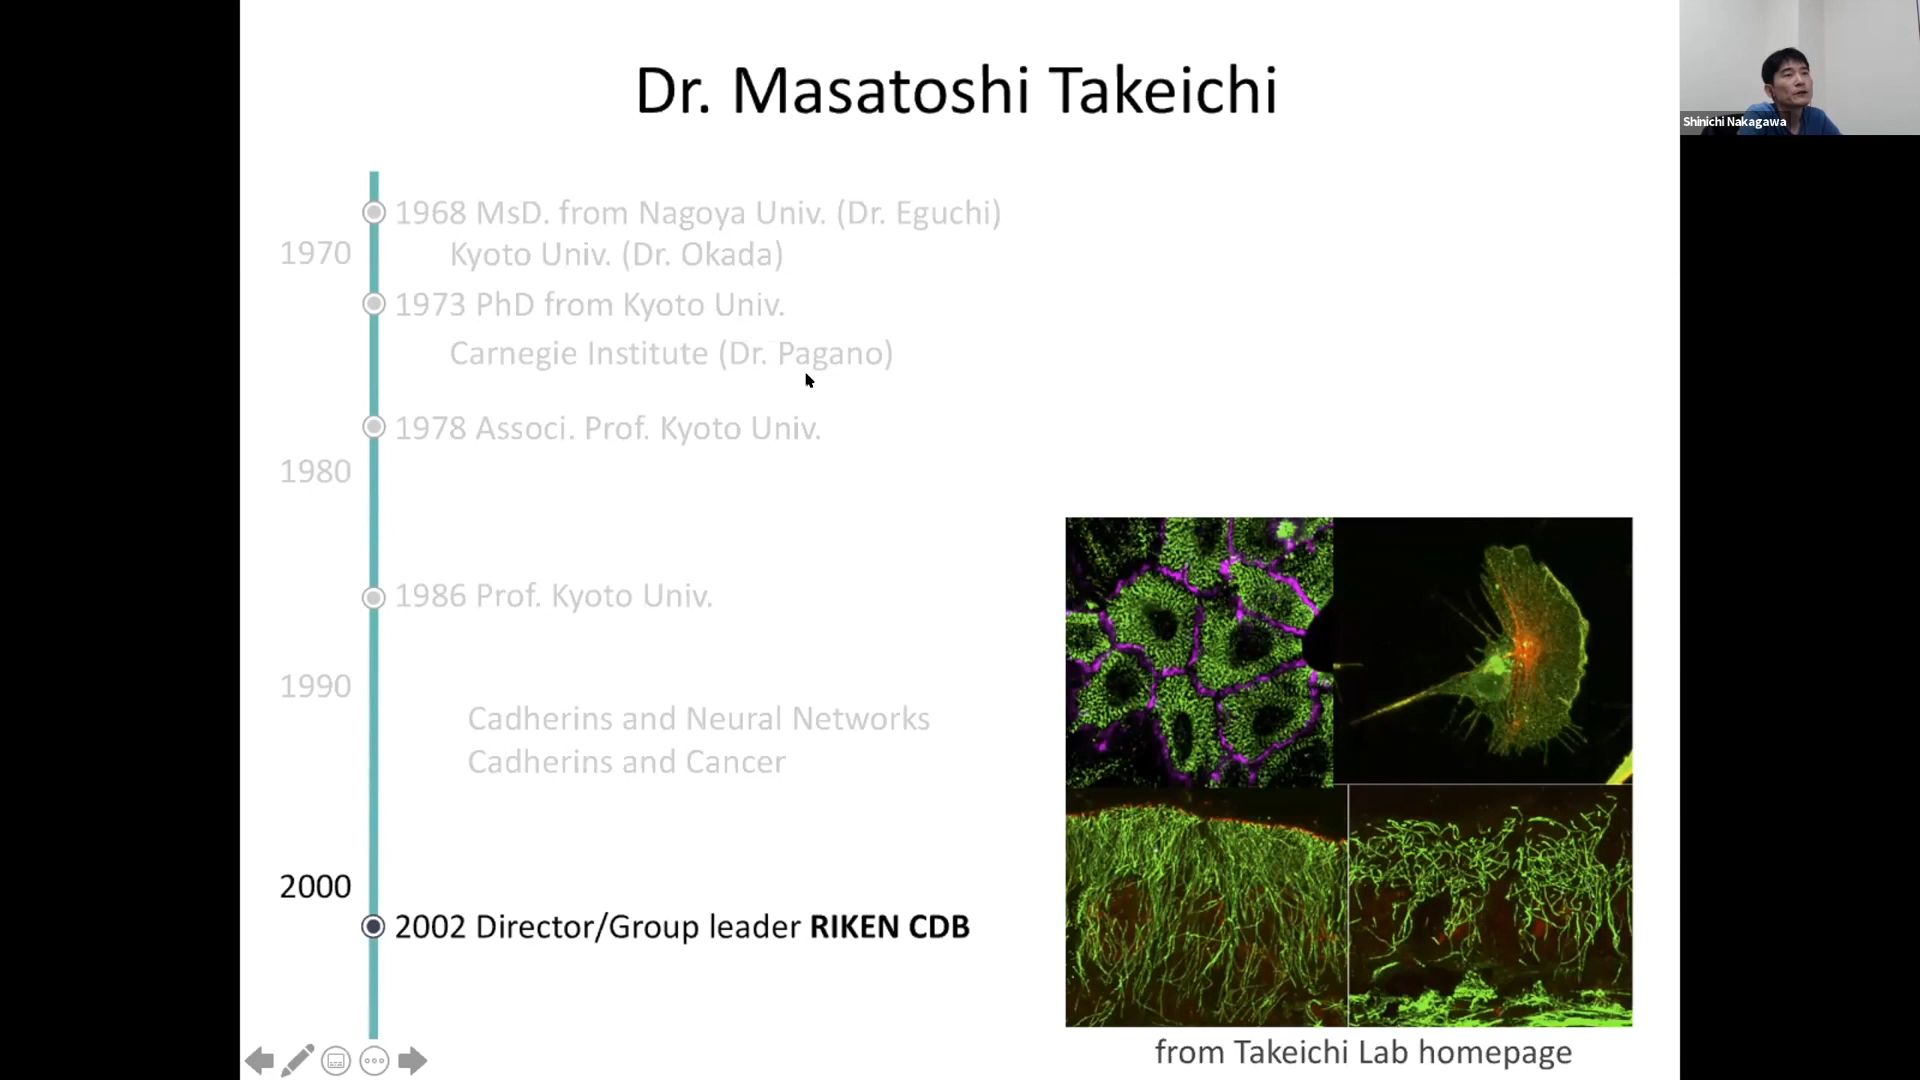 Dr. Masatoshi Takeichi
Shinichi Nakagawa
1968 MsD. from Nagoya Univ. (Dr. Eguchi)
1970
Kyoto Univ. (Dr. Okada)
1973 PhD from Kyoto Univ.
Carnegie Institute (Dr. Pagano)
1978 Associ. Prof. Kyoto Univ.
1980
1986 Prof. Kyoto Univ.
1990
Cadherins and Neural Networks
Cadherins and Cancer
2000
2002 Director/Group leader RIKEN CDB
from Takeichi Lab homepage